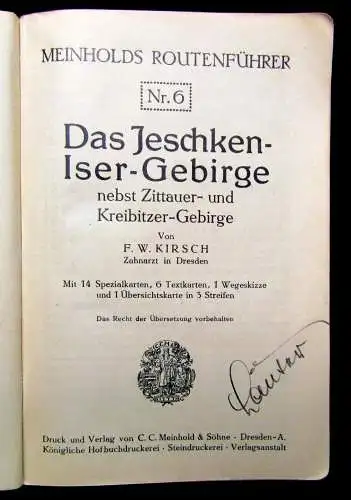 MEINHOLDS ROUTENFÜHRER
Nr. 6
Das Jeschken-
Iser-Gebirge
nebst Zittauer- und
Kreibitzer-Gebirge
Von
F. W. KIRSCH
Zahnarzt in Dresden
Mit 14 Spezialkarten, 6 Textkarten, 1 Wegeskizze
und 1 Übersichtskarte in 3 Streifen
Das Recht der Übersetzung vorbehalten
Druck und Verlag von C. C. Meinhold & Söhne · Dresden-A.
Königliche Hofbuchdruckerei · Steindruckerei · Verlagsanstalt